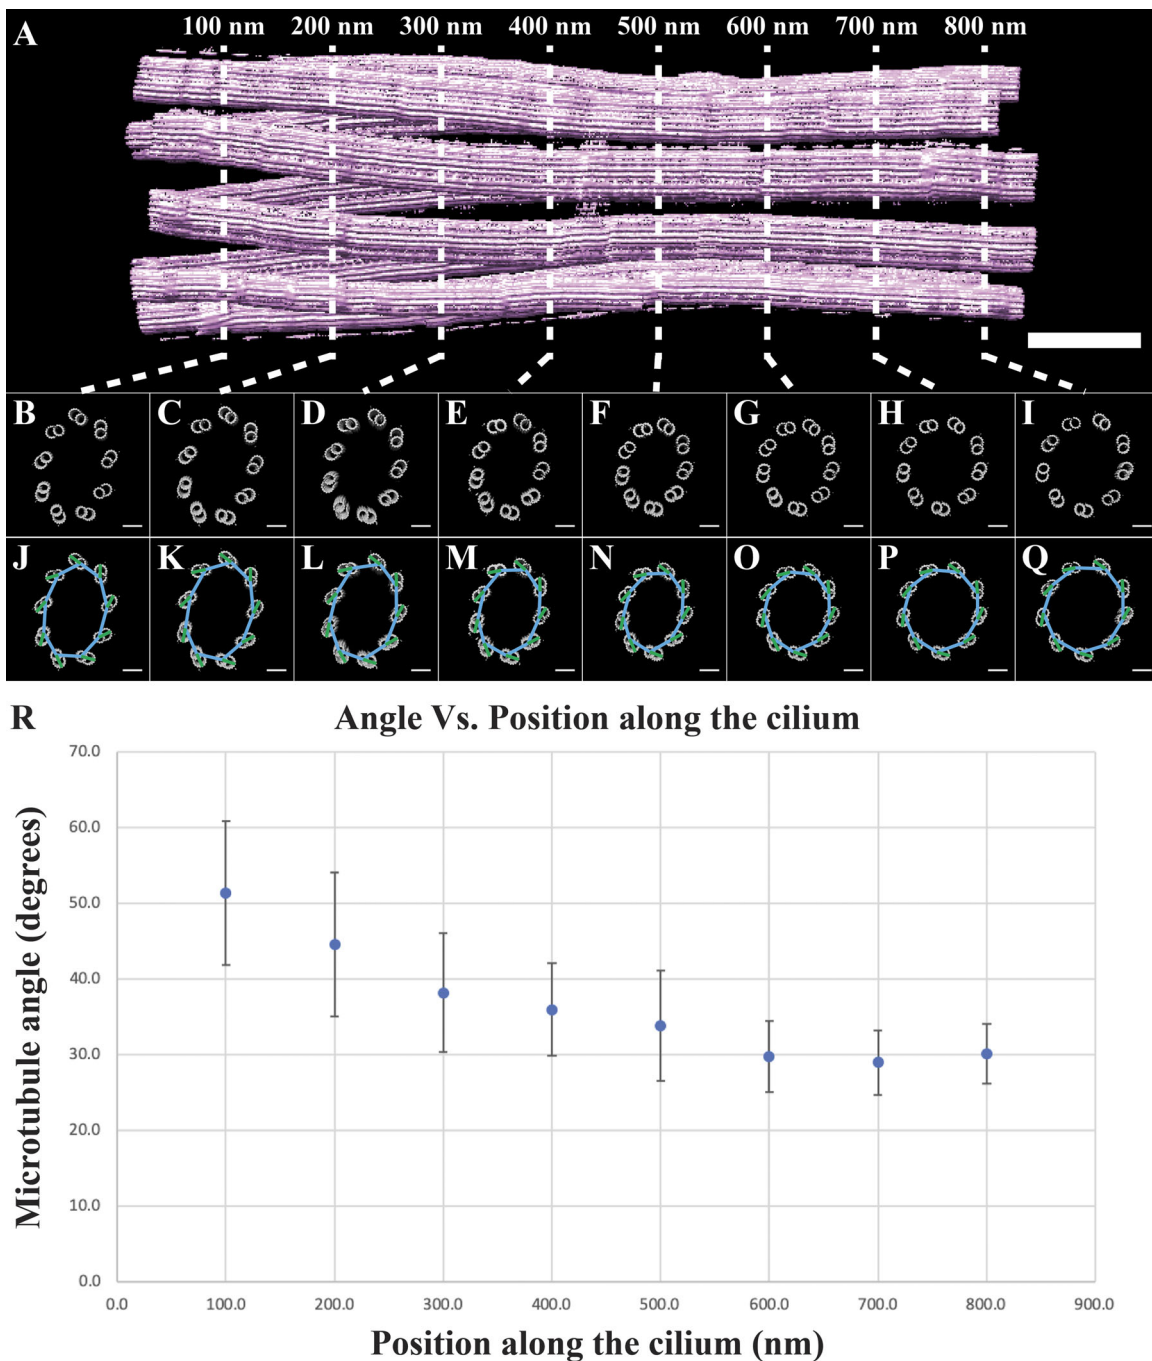 A
100 nm 200 nm 300 nm 400 nm 500 nm 600 nm 700 nm 800 nm
B C D E F G H I
J K L M N O P Q
R
Angle Vs. Position along the cilium
Microtubule angle (degrees)
70.0
60.0
50.0
40.0
30.0
20.0
10.0
0.0
0.0 100.0 200.0 300.0 400.0 500.0 600.0 700.0 800.0 900.0
Position along the cilium (nm)